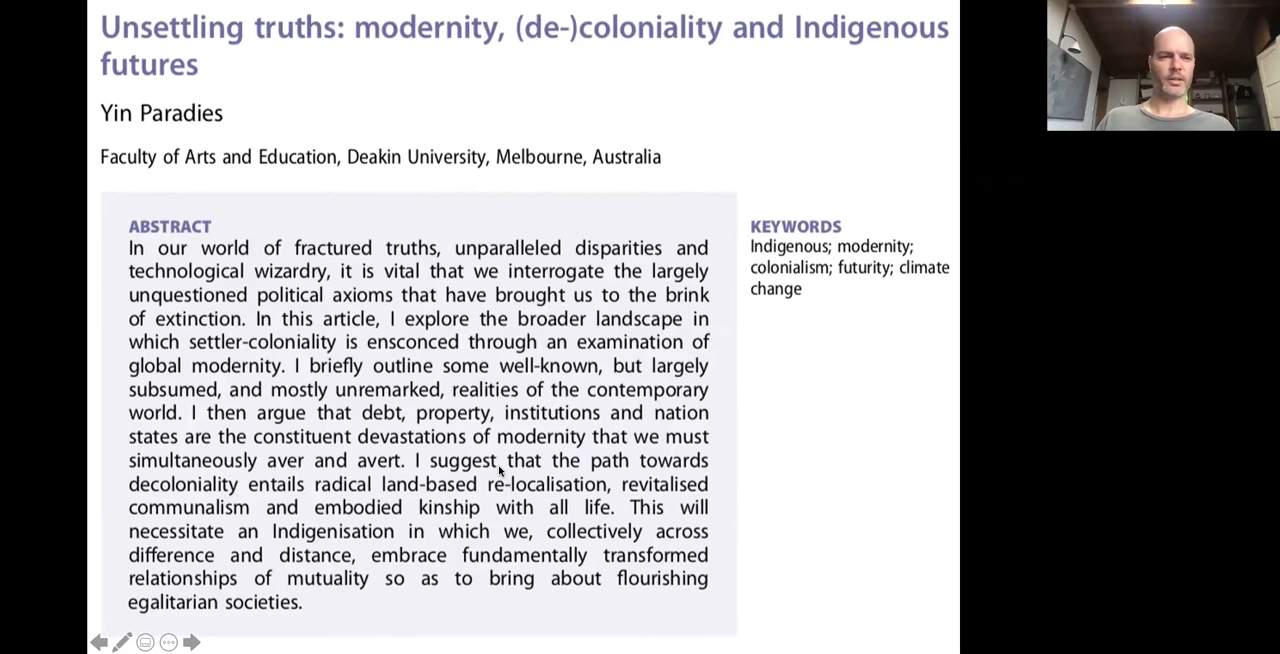 Unsettling truths: modernity, (de-)coloniality and Indigenous
futures
Yin Paradies
Faculty of Arts and Education, Deakin University, Melbourne, Australia
ABSTRACT
In our world of fractured truths, unparalleled disparities and
technological wizardry, it is vital that we interrogate the largely
unquestioned political axioms that have brought us to the brink
of extinction. In this article, I explore the broader landscape in
which settler-coloniality is ensconced through an examination of
global modernity. I briefly outline some well-known, but largely
subsumed, and mostly unremarked, realities of the contemporary
world. I then argue that debt, property, institutions and nation
states are the constituent devastations of modernity that we must
simultaneously aver and avert. I suggest that the path towards
decoloniality entails radical land-based re-localisation, revitalised
communalism and embodied kinship with all life. This will
necessitate an Indigenisation in which we, collectively across
difference and distance, embrace fundamentally transformed
relationships of mutuality so as to bring about flourishing
egalitarian societies.
KEYWORDS
Indigenous; modernity;
colonialism; futurity; climate
change